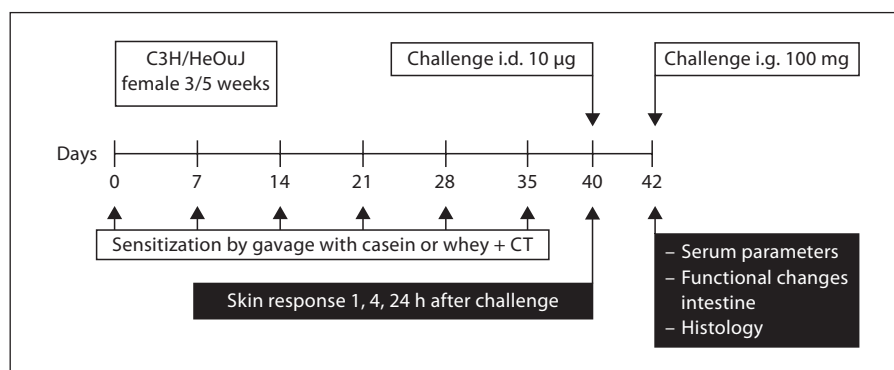 C3H/HeOuJ
female 3/5 weeks
Challenge i.d. 10 μg
Challenge i.g. 100 mg
Days
0 7 14 21 28 35 40 42
Sensitization by gavage with casein or whey + CT
Skin response 1, 4, 24 h after challenge
– Serum parameters
– Functional changes
intestine
– Histology